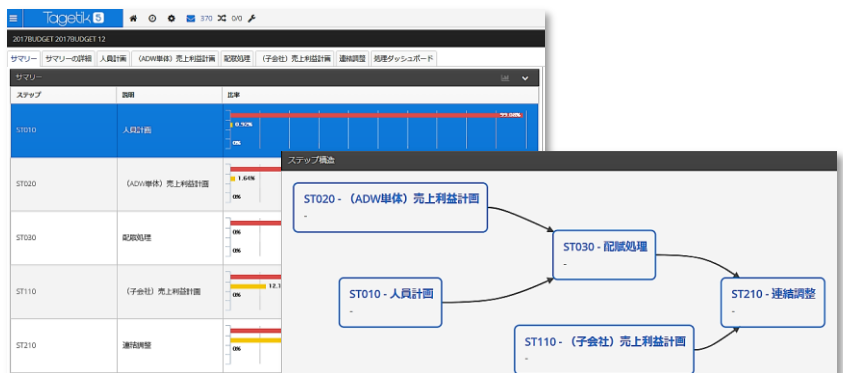 Tagetik 5 370 0/0
2017BUDGET 2017BUDGET 12
サマリー サマリーの詳細 人員計画 (ADW単体) 売上利益計画 配賦処理 (子会社) 売上利益計画 連結調整 処理ダッシュボード
サマリー
ステップ 説明 比率
ST010 人員計画 99.08% 0.92% 0%
ST020 (ADW単体) 売上利益計画 1.64% 0%
ST030 配賦処理 0% 0%
ST110 (子会社) 売上利益計画 12.3 0%
ST210 連結調整 0%
ステップ構造
ST020 - (ADW単体) 売上利益計画
-
ST030 - 配賦処理
-
ST010 - 人員計画
-
ST210 - 連結調整
-
ST110 - (子会社) 売上利益計画
-